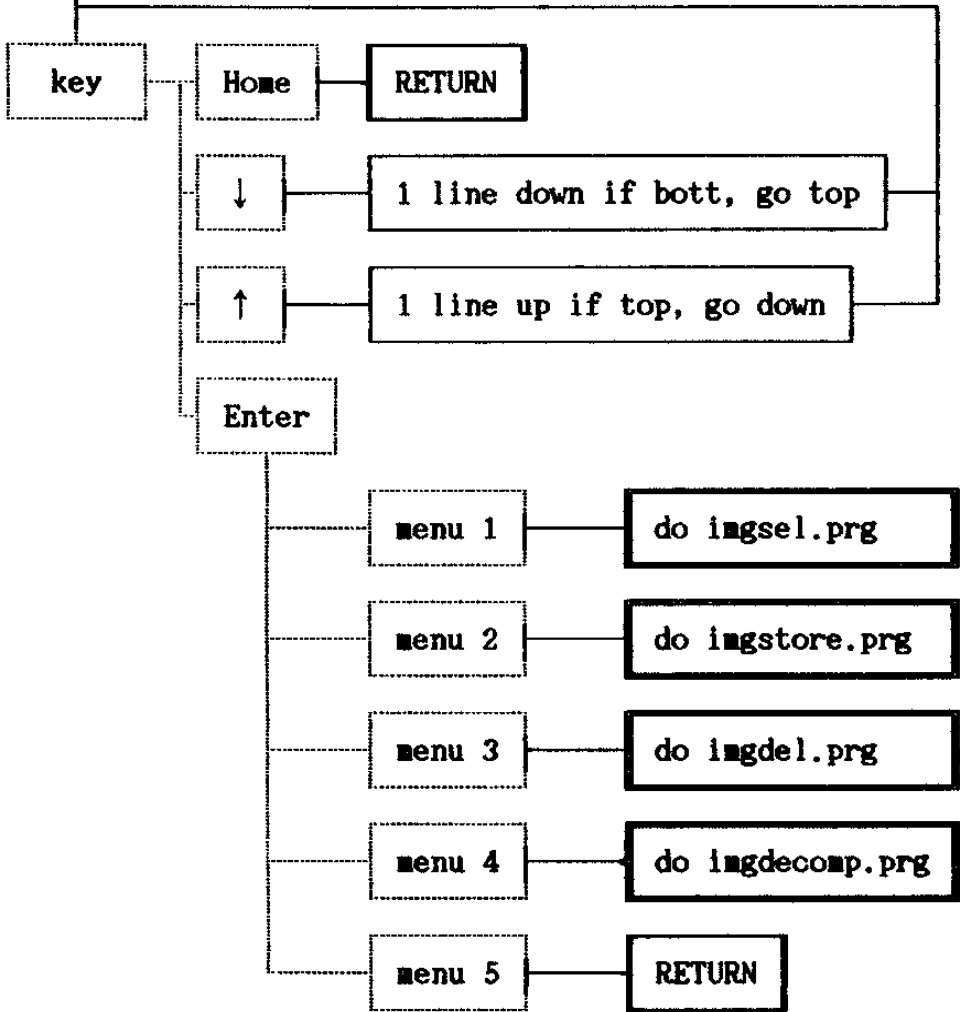 key Home RETURN
↓ 1 line down if bott, go top
↑ 1 line up if top, go down
Enter
menu 1 do imgsel.prg
menu 2 do imgstore.prg
menu 3 do imgdel.prg
menu 4 do imgdecomp.prg
menu 5 RETURN